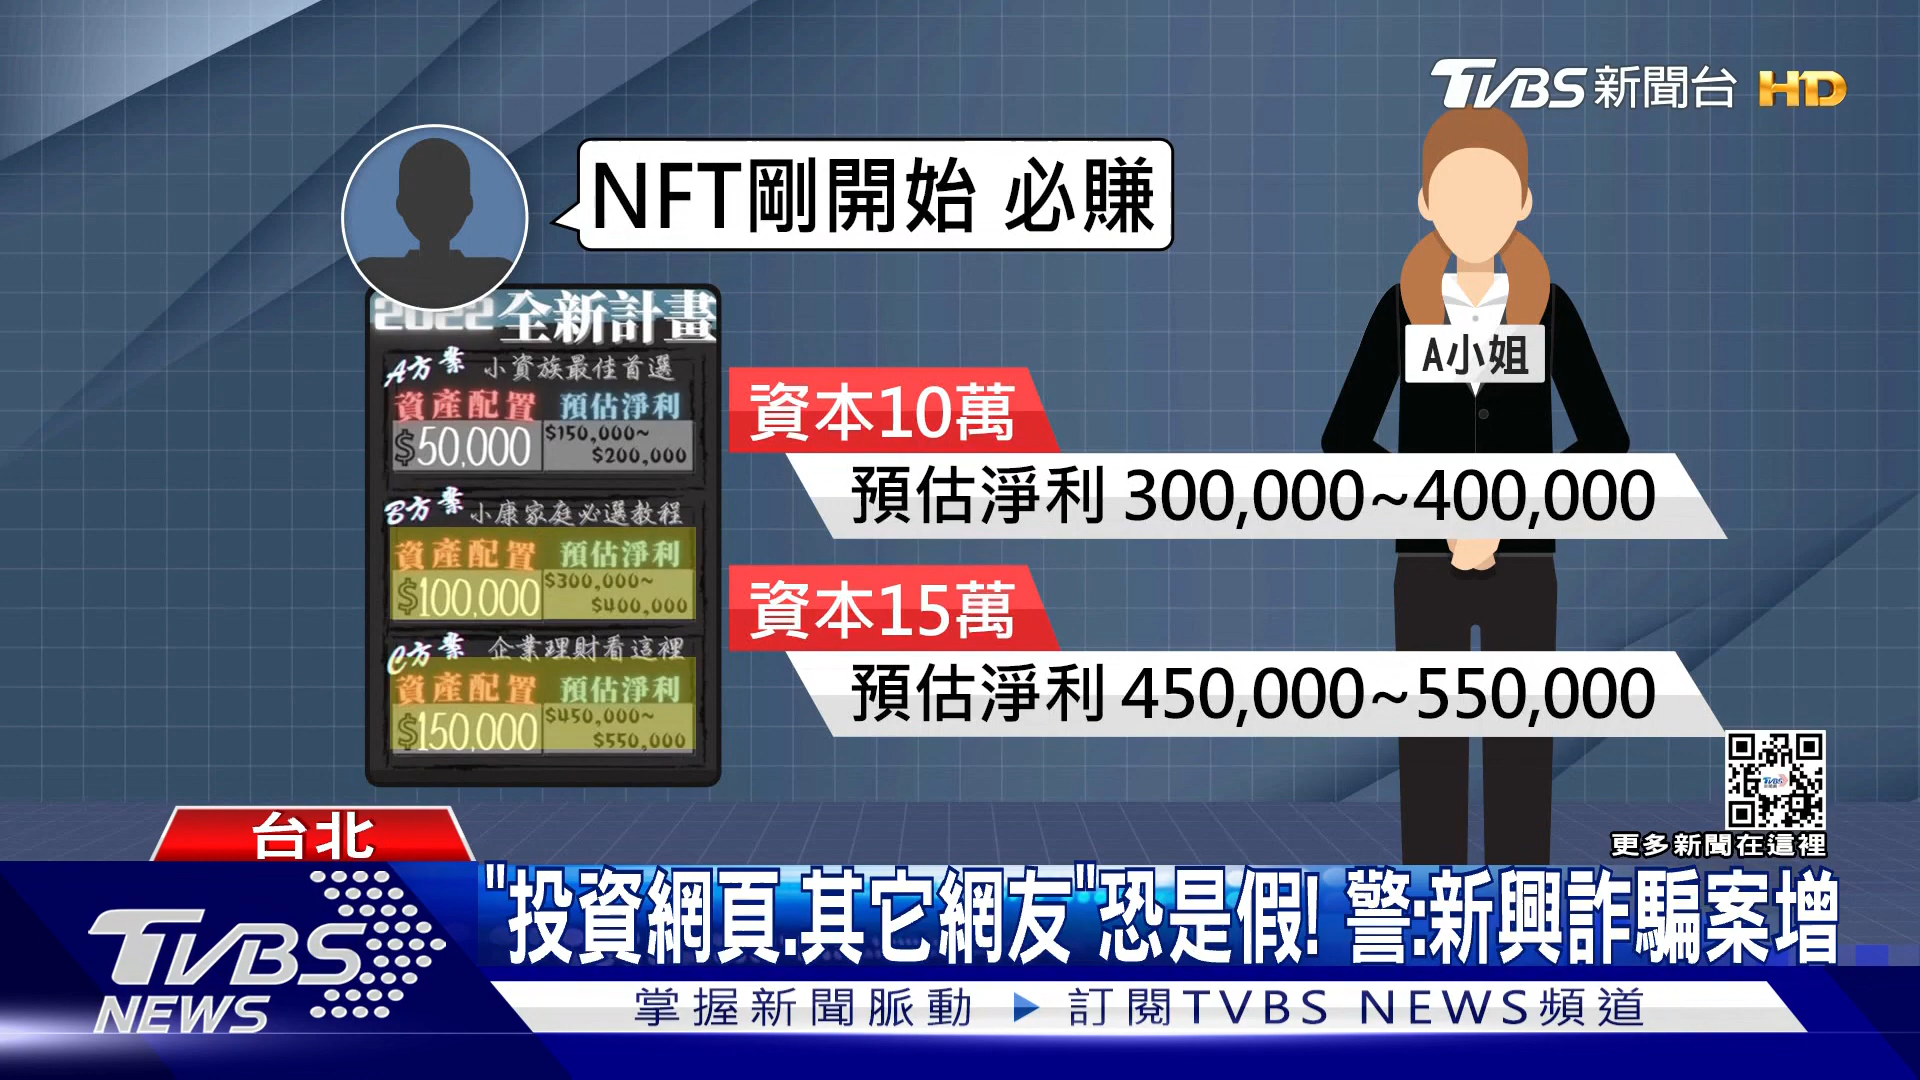 TVBS新聞台 HD
NFT剛開始 必賺
2022全新計畫
A方案 小資族最佳首選
資產配置 預估淨利
$50,000 $150,000~
$200,000
B方案 小康家庭必選教程
資產配置 預估淨利
$100,000 $300,000~
$400,000
C方案 企業理財看這裡
資產配置 預估淨利
$150,000 $450,000~
$550,000
A小姐
資本10萬
預估淨利 300,000~400,000
資本15萬
預估淨利 450,000~550,000
TVBS
更多新聞在這裡
台北
"投資網頁.其它網友"恐是假! 警:新興詐騙案增
TVBS
NEWS
掌握新聞脈動 ▶ 訂閱TVBS NEWS頻道